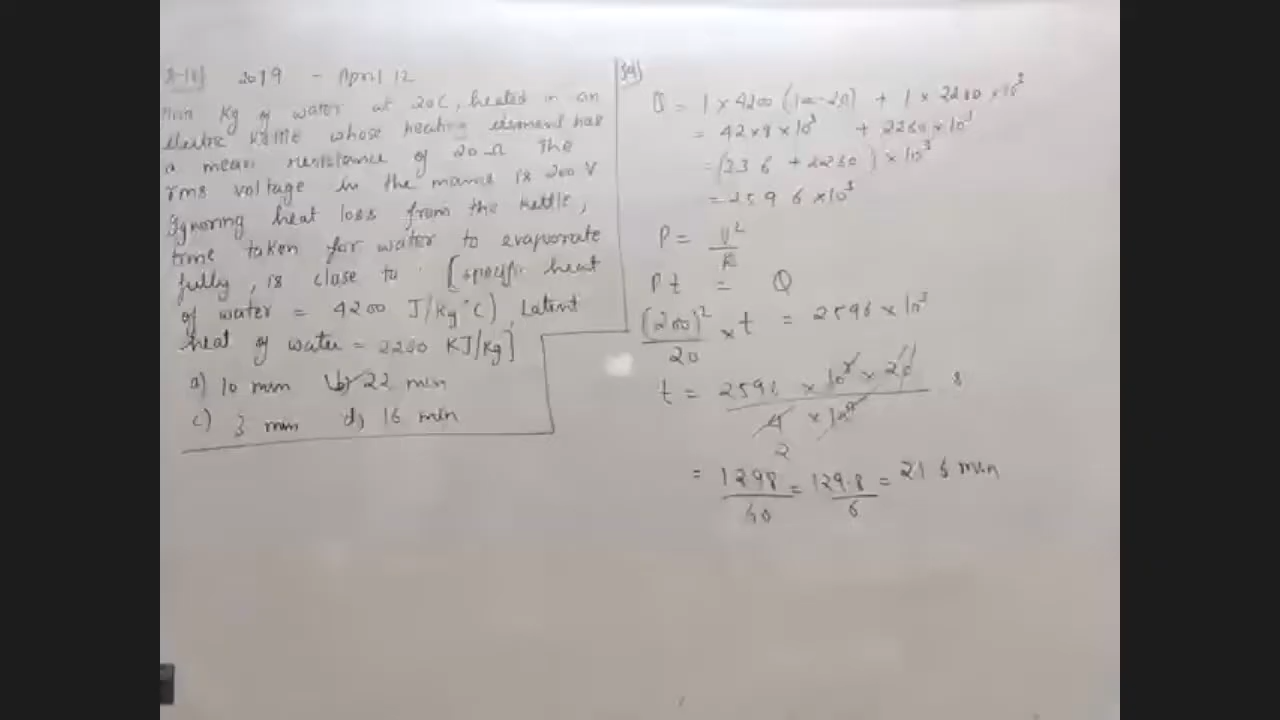 2019 - April 12
Kg of water at 20C, heated in an
electric kettle whose heating element has
a mean resistance of 20 Ω The
rms voltage in the mains is 200 V
Ignoring heat loss from the kettle,
time taken for water to evaporate
fully, is close to [specific heat
of water = 4200 J/kg°C) Latent
heat of water = 2260 KJ/kg]
a) 10 min b) 22 min
c) 3 min d) 16 min
Q = 1 × 4200 (100-20) + 1 × 2260 × 10³
= 42 × 8 × 10³ + 2260 × 10³
= (336 + 2260) × 10³
= 2596 × 10³
P = V²/R
Pt = Q
(200)²/20 × t = 2596 × 10³
t = 2596 × 10³ × 20 / 4 × 10⁴ s
2
= 1298/60 = 129.8/6 = 21.6 min